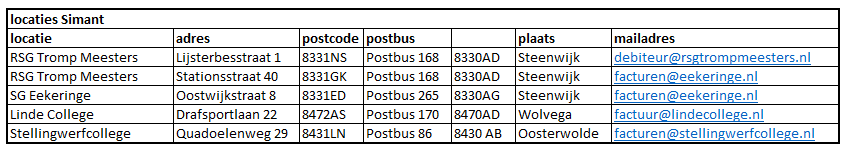 locaties Simant
locatie adres postcode postbus plaats mailadres
RSG Tromp Meesters Lijsterbesstraat 1 8331NS Postbus 168 8330AD Steenwijk debiteur@rsgtrompmeesters.nl
RSG Tromp Meesters Stationsstraat 40 8331GK Postbus 168 8330AD Steenwijk facturen@eekeringe.nl
SG Eekeringe Oostwijkstraat 8 8331ED Postbus 265 8330AG Steenwijk facturen@eekeringe.nl
Linde College Drafsportlaan 22 8472AS Postbus 170 8470AD Wolvega factuur@lindecollege.nl
Stellingwerfcollege Quadoelenweg 29 8431LN Postbus 86 8430 AB Oosterwolde facturen@stellingwerfcollege.nl